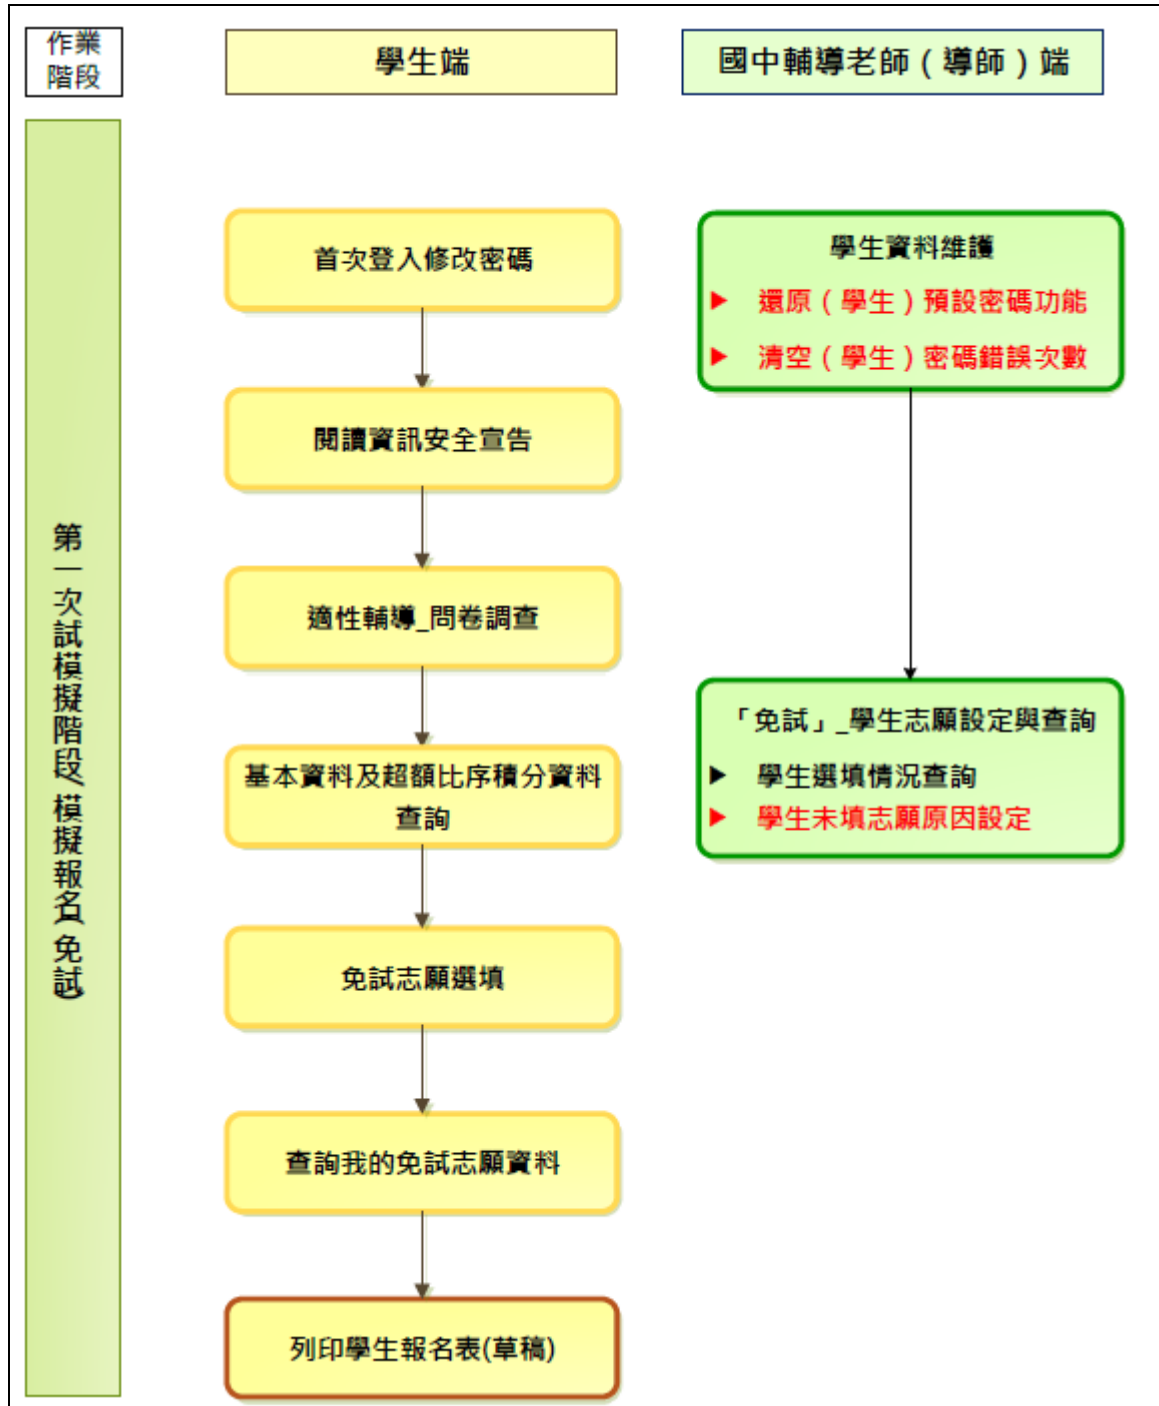 作業
階段
學生端
國中輔導老師（導師）端
第一次試模擬階段/模擬報名(免試)
首次登入修改密碼
閱讀資訊安全宣告
適性輔導_問卷調查
基本資料及超額比序積分資料
查詢
免試志願選填
查詢我的免試志願資料
列印學生報名表(草稿)
學生資料維護
▶ 還原（學生）預設密碼功能
▶ 清空（學生）密碼錯誤次數
「免試」_學生志願設定與查詢
▶ 學生選填情況查詢
▶ 學生未填志願原因設定